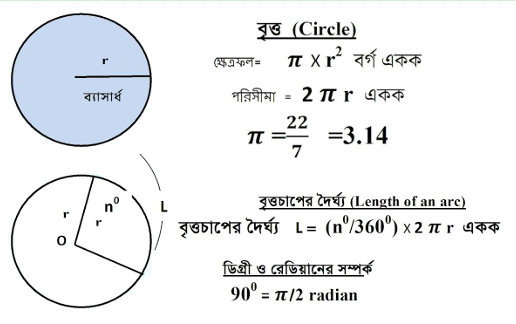 বৃত্ত (Circle)
r
ব্যাসার্ধ
ক্ষেত্রফল= π X r² বর্গ একক
পরিসীমা = 2 π r একক
π = 22/7 = 3.14
r
n⁰
r
O
L
বৃত্তচাপের দৈর্ঘ্য (Length of an arc)
বৃত্তচাপের দৈর্ঘ্য L = (n⁰/360⁰) X 2 π r একক
ডিগ্রী ও রেডিয়ানের সম্পর্ক
90⁰ = π/2 radian